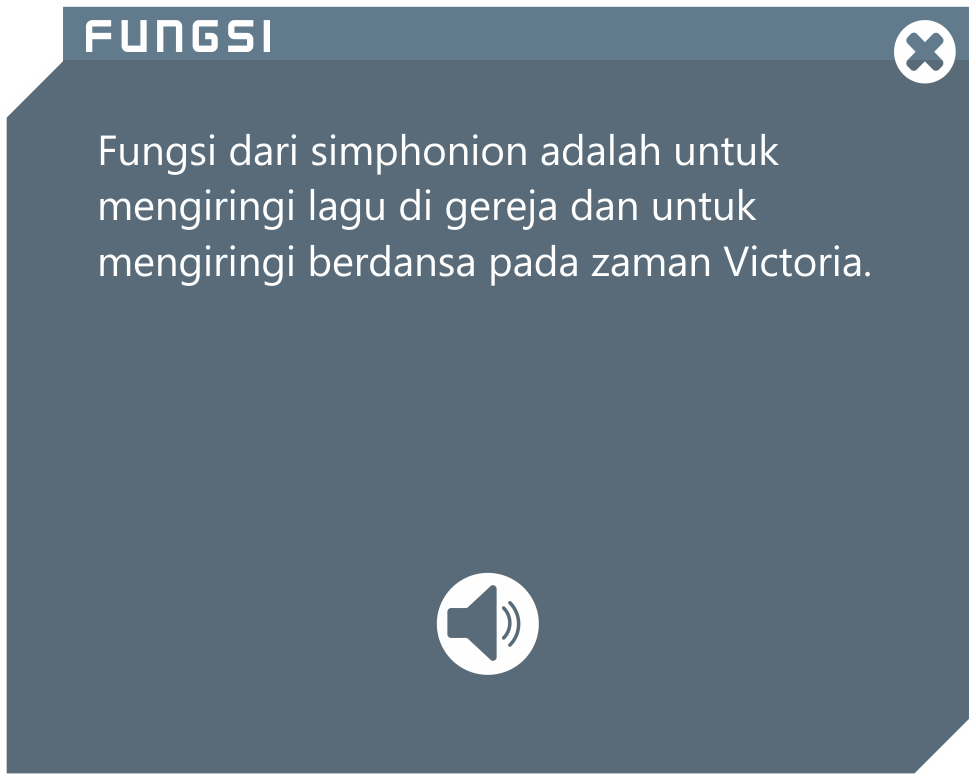 FUNGSI
Fungsi dari simphonion adalah untuk
mengiringi lagu di gereja dan untuk
mengiringi berdansa pada zaman Victoria.